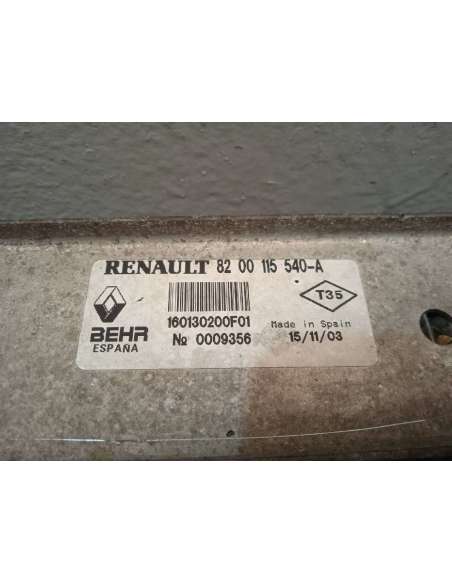 RENAULT 82 00 115 540-A
T35
160130200F01
BEHR
ESPAÑA
Made in Spain
№ 0009356
15/11/03